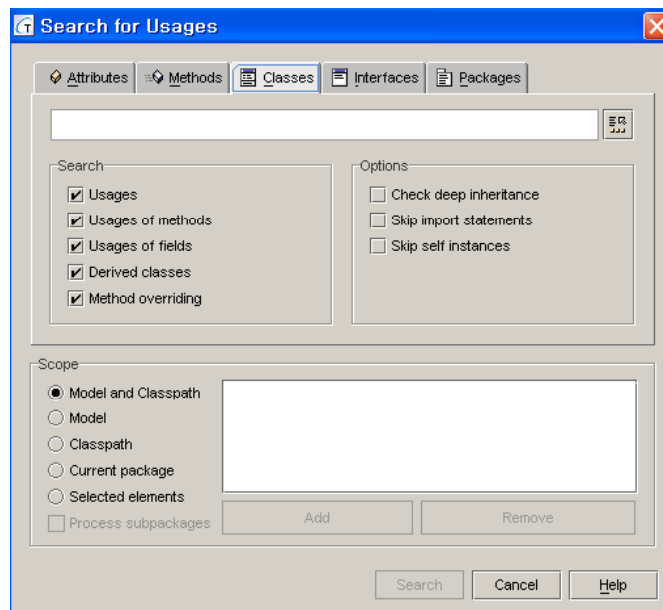 Search for Usages
Attributes Methods Classes Interfaces Packages
Search
Usages
Usages of methods
Usages of fields
Derived classes
Method overriding
Options
Check deep inheritance
Skip import statements
Skip self instances
Scope
Model and Classpath
Model
Classpath
Current package
Selected elements
Process subpackages
Add Remove
Search Cancel Help